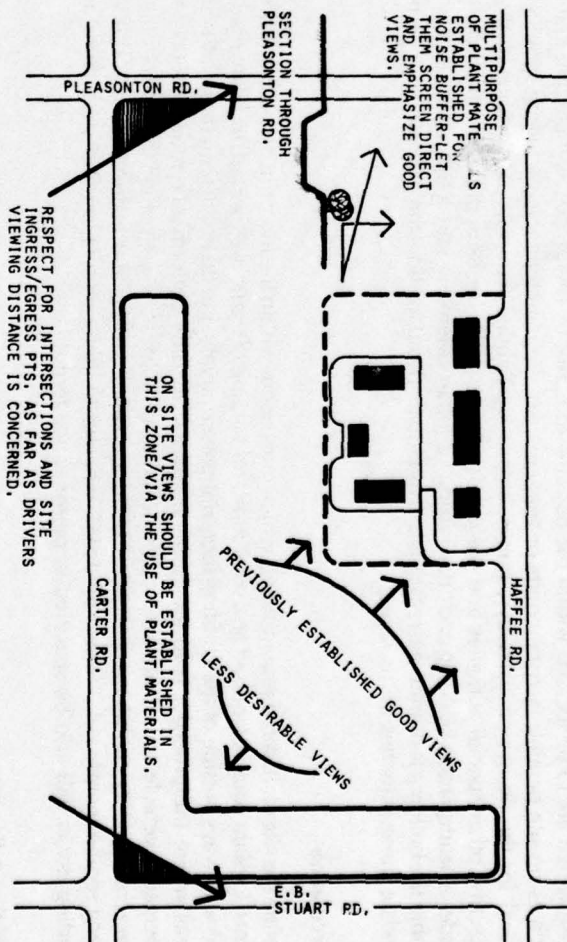 MULTIPURPOSE
OF PLANT MATE LS
ESTABLISHED FOR
NOISE BUFFER-LET
THEM SCREEN DIRECT
AND EMPHASIZE GOOD
VIEWS.
SECTION THROUGH
PLEASONTON RD.
PLEASONTON RD.
RESPECT FOR INTERSECTIONS AND SITE
INGRESS/EGRESS PTS. AS FAR AS DRIVERS
VIEWING DISTANCE IS CONCERNED.
ON SITE VIEWS SHOULD BE ESTABLISHED IN
THIS ZONE/VIA THE USE OF PLANT MATERIALS.
PREVIOUSLY ESTABLISHED GOOD VIEWS
LESS DESIRABLE VIEWS
HAFFEE RD.
CARTER RD.
E.B.
STUART RD.